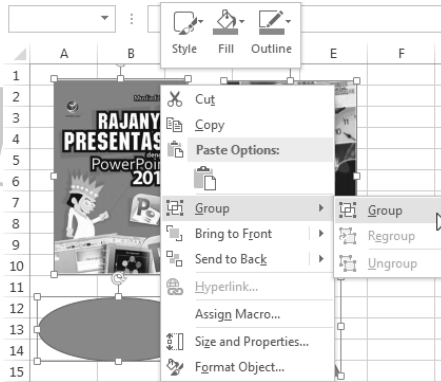 Style Fill Outline
A B E F
1
2
3
4
5
6
7
8
9
10
11
12
13
14
15
RAJANY
PRESENTAS
PowerPoin
201
Cut
Copy
Paste Options:
Group
Bring to Front
Send to Back
Hyperlink...
Assign Macro...
Size and Properties...
Format Object...
Group
Regroup
Ungroup